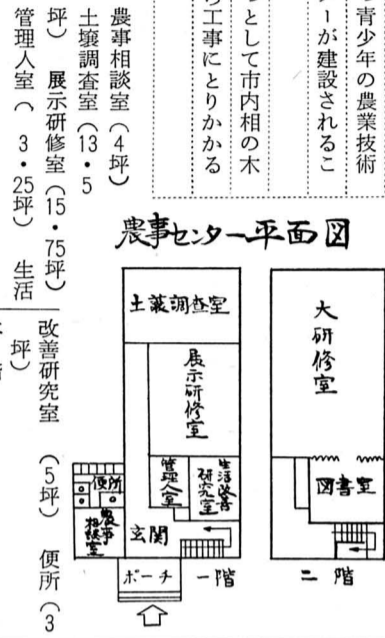 青少年の農業技術
ーが建設されるこ
として市内相の木
工事にとりかかる
農事相談室（4坪）
土壌調査室（13・5
坪）　展示研修室（15・75坪）
管理人室（　3・25坪）　生活
改善研究室　（5坪）　便所（3
坪）
農事センター平面図
大研修室
図書室
二階
土壌調査室
展示研修室
生活改善研究室
管理人室
便所
農事相談室
玄関
ポーチ
一階